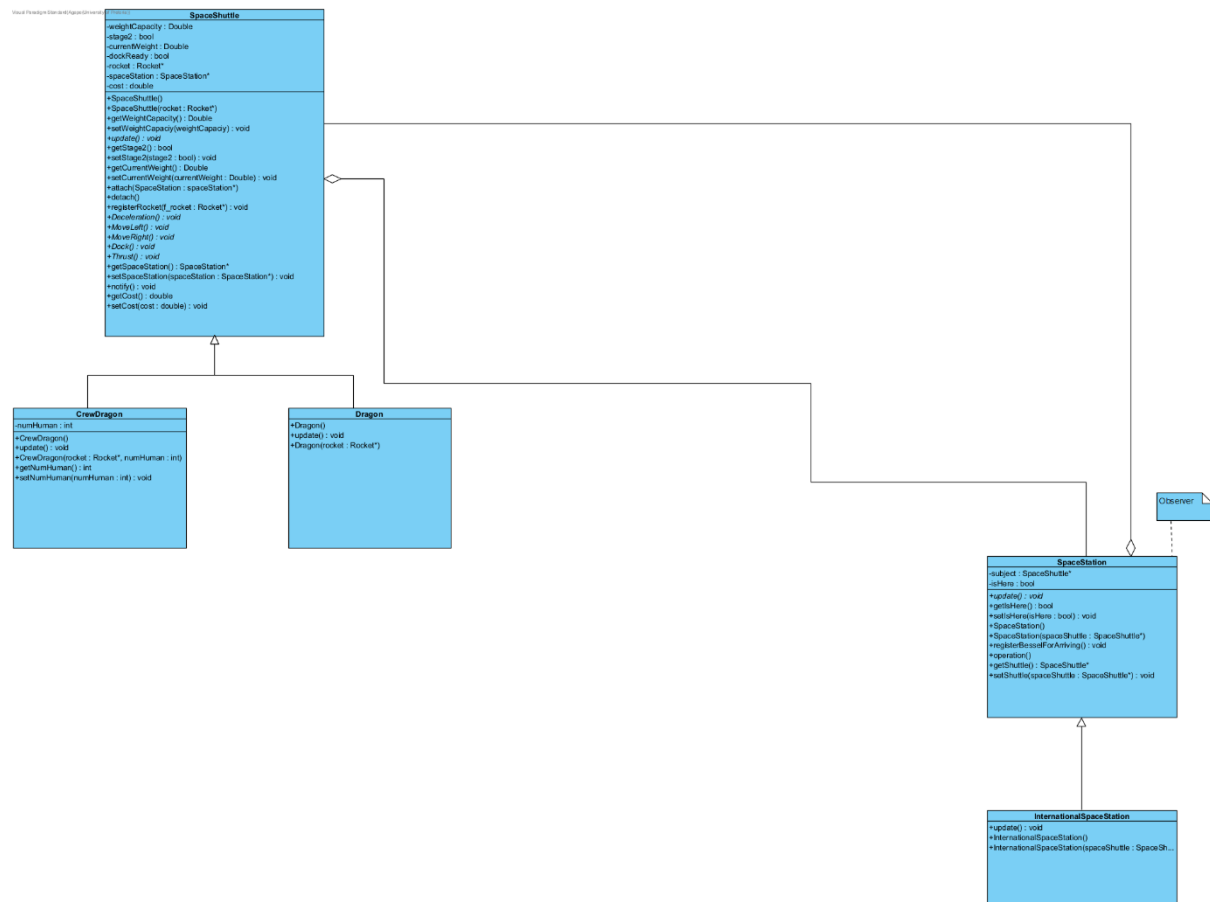 Visual Paradigm Standard
SpaceShuttle
-weightCapacity : Double
-stage2 : bool
-currentWeight : Double
-dockReady : bool
-rocket : Rocket*
-spaceStation : SpaceStation*
-cost : double
+SpaceShuttle()
+SpaceShuttle(rocket : Rocket*)
+getWeightCapacity() : Double
+setWeightCapaciy(weightCapaciy) : void
+update() : void
+getStage2() : bool
+setStage2(stage2 : bool) : void
+getCurrentWeight() : Double
+setCurrentWeight(currentWeight : Double) : void
+attach(SpaceStation : spaceStation*)
+detach()
+registerRocket(f_rocket : Rocket*) : void
+Deceleration() : void
+MoveLeft() : void
+MoveRight() : void
+Dock() : void
+Thrust() : void
+getSpaceStation() : SpaceStation*
+setSpaceStation(spaceStation : SpaceStation*) : void
+notify() : void
+getCost() : double
+setCost(cost : double) : void
CrewDragon
-numHuman : int
+CrewDragon()
+update() : void
+CrewDragon(rocket : Rocket*, numHuman : int)
+getNumHuman() : int
+setNumHuman(numHuman : int) : void
Dragon
+Dragon()
+update() : void
+Dragon(rocket : Rocket*)
Observer
SpaceStation
-subject : SpaceShuttle*
-isHere : bool
+update() : void
+getIsHere() : bool
+setIsHere(isHere : bool) : void
+SpaceStation()
+SpaceStation(spaceShuttle : SpaceShuttle*)
+registerBesselForArriving() : void
+operation()
+getShuttle() : SpaceShuttle*
+setShuttle(spaceShuttle : SpaceShuttle*) : void
InternationalSpaceStation
+update() : void
+InternationalSpaceStation()
+InternationalSpaceStation(spaceShuttle : SpaceSh...